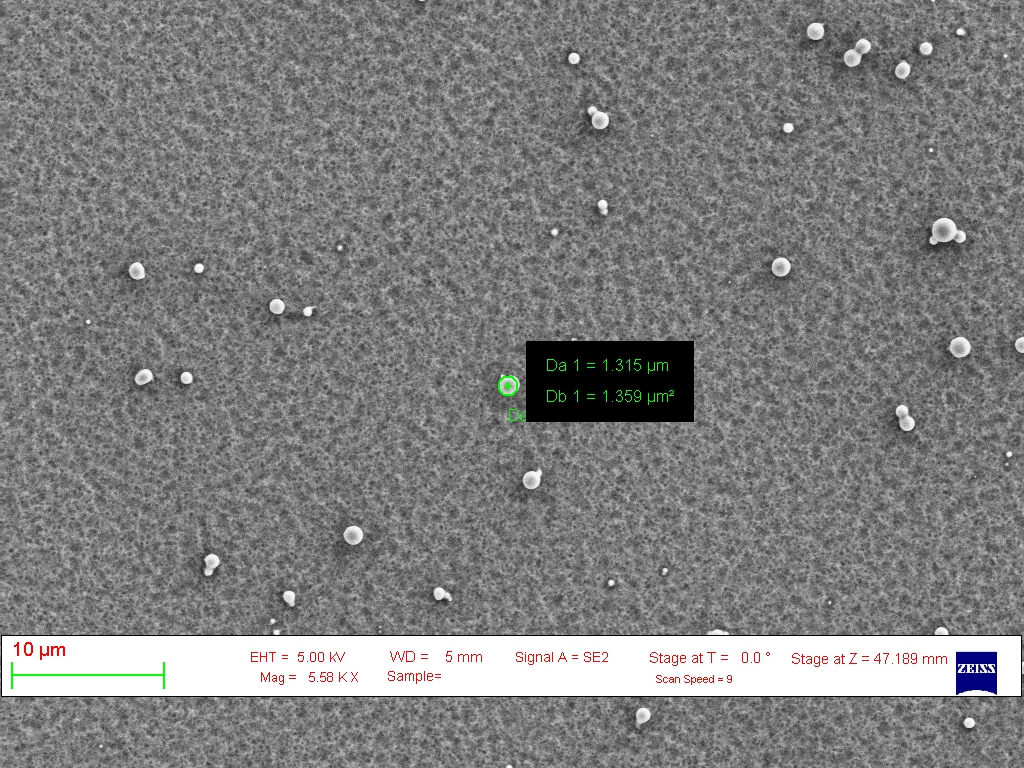 Da 1 = 1.315 µm
Db 1 = 1.359 µm²
10 µm
EHT = 5.00 kV
WD = 5 mm
Signal A = SE2
Stage at T = 0.0 °
Stage at Z = 47.189 mm
Mag = 5.58 K X
Sample=
Scan Speed = 9
ZEISS